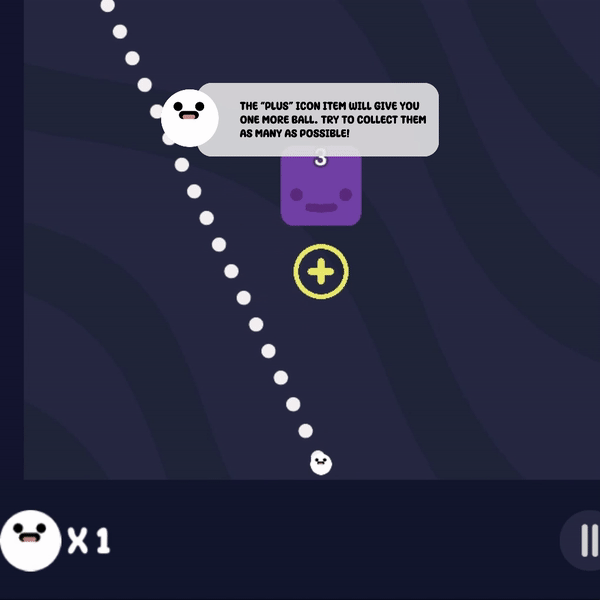 THE "PLUS" ICON ITEM WILL GIVE YOU
ONE MORE BALL. TRY TO COLLECT THEM
AS MANY AS POSSIBLE!
3
X 1